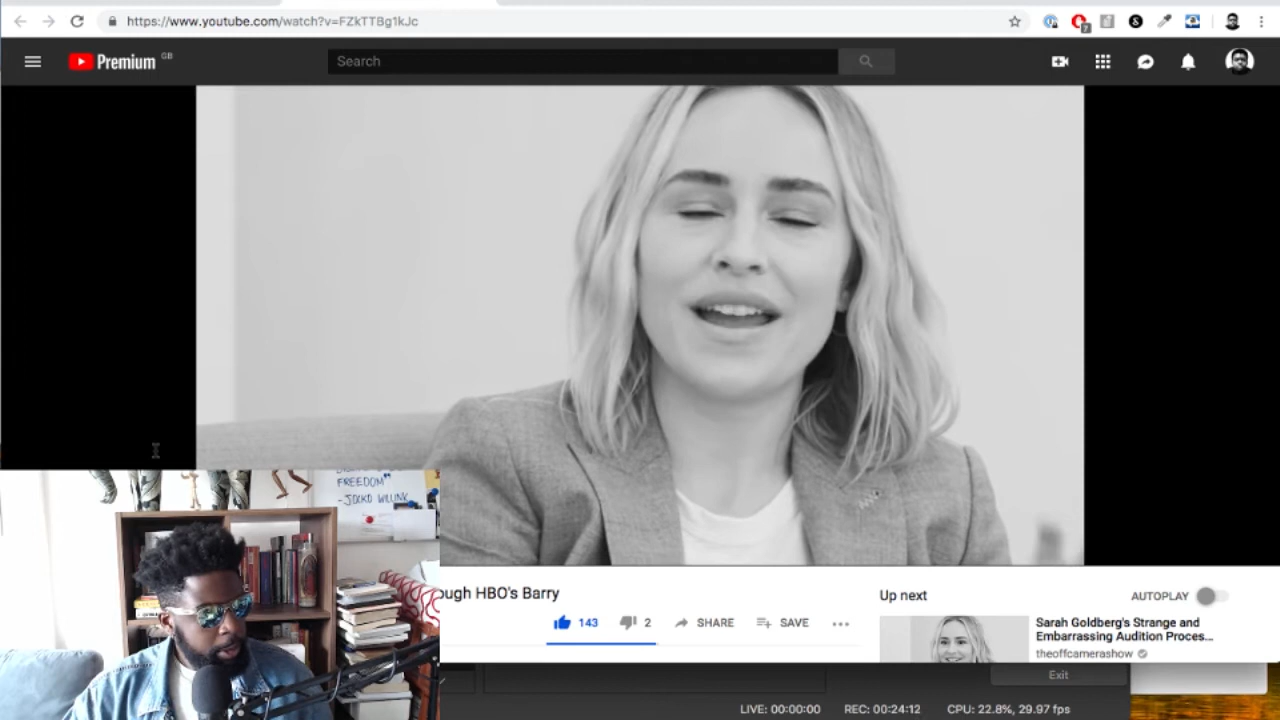 https://www.youtube.com/watch?v=FZkTTBg1kJc
7
Premium GB
Search
FREEDOM"
- JOCKO WILLINK
ough HBO's Barry
143
2
SHARE
SAVE
Up next
AUTOPLAY
Sarah Goldberg's Strange and
Embarrassing Audition Proces...
theoffcamerashow
Exit
LIVE: 00:00:00
REC: 00:24:12
CPU: 22.8%, 29.97 fps